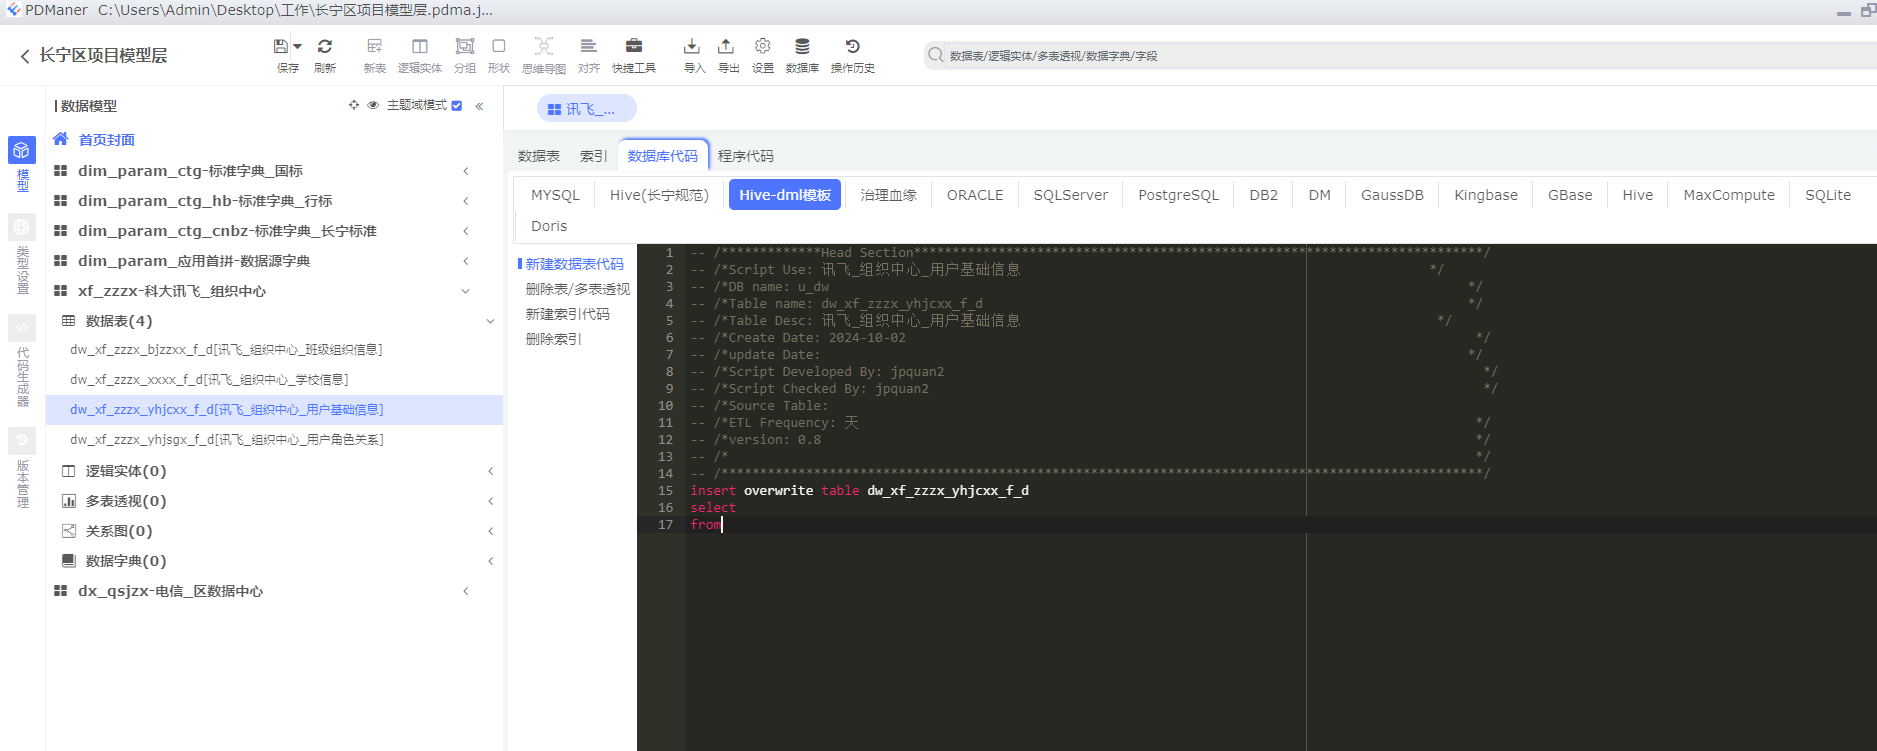 PDManer C:\Users\Admin\Desktop\工作\长宁区项目模型层.pdma.j...
长宁区项目模型层
保存
刷新
新表
逻辑实体
分组
形状
思维导图
对齐
快捷工具
导入
导出
设置
数据库
操作历史
数据表/逻辑实体/多表透视/数据字典/字段
模型
类型设置
代码生成器
版本管理
数据模型
主题域模式
首页封面
dim_param_ctg-标准字典_国标
dim_param_ctg_hb-标准字典_行标
dim_param_ctg_cnbz-标准字典_长宁标准
dim_param_应用首拼-数据源字典
xf_zzzx-科大讯飞_组织中心
数据表(4)
dw_xf_zzzx_bjzzxx_f_d[讯飞_组织中心_班级组织信息]
dw_xf_zzzx_xxxx_f_d[讯飞_组织中心_学校信息]
dw_xf_zzzx_yhjcxx_f_d[讯飞_组织中心_用户基础信息]
dw_xf_zzzx_yhjsgx_f_d[讯飞_组织中心_用户角色关系]
逻辑实体(0)
多表透视(0)
关系图(0)
数据字典(0)
dx_qsjzx-电信_区数据中心
讯飞_...
数据表 索引 数据库代码 程序代码
MYSQL Hive(长宁规范) Hive-dml模板 治理血缘 ORACLE SQLServer PostgreSQL DB2 DM GaussDB Kingbase GBase Hive MaxCompute SQLite
Doris
新建数据表代码
删除表/多表透视
新建索引代码
删除索引
1 -- /*************Head Section**************************************************************************/
2 -- /*Script Use: 讯飞_组织中心_用户基础信息 */
3 -- /*DB name: u_dw */
4 -- /*Table name: dw_xf_zzzx_yhjcxx_f_d */
5 -- /*Table Desc: 讯飞_组织中心_用户基础信息 */
6 -- /*Create Date: 2024-10-02 */
7 -- /*update Date: */
8 -- /*Script Developed By: jpquan2 */
9 -- /*Script Checked By: jpquan2 */
10 -- /*Source Table:
11 -- /*ETL Frequency: 天 */
12 -- /*version: 0.8 */
13 -- /* */
14 -- /***************************************************************************************************/
15 insert overwrite table dw_xf_zzzx_yhjcxx_f_d
16 select
17 from